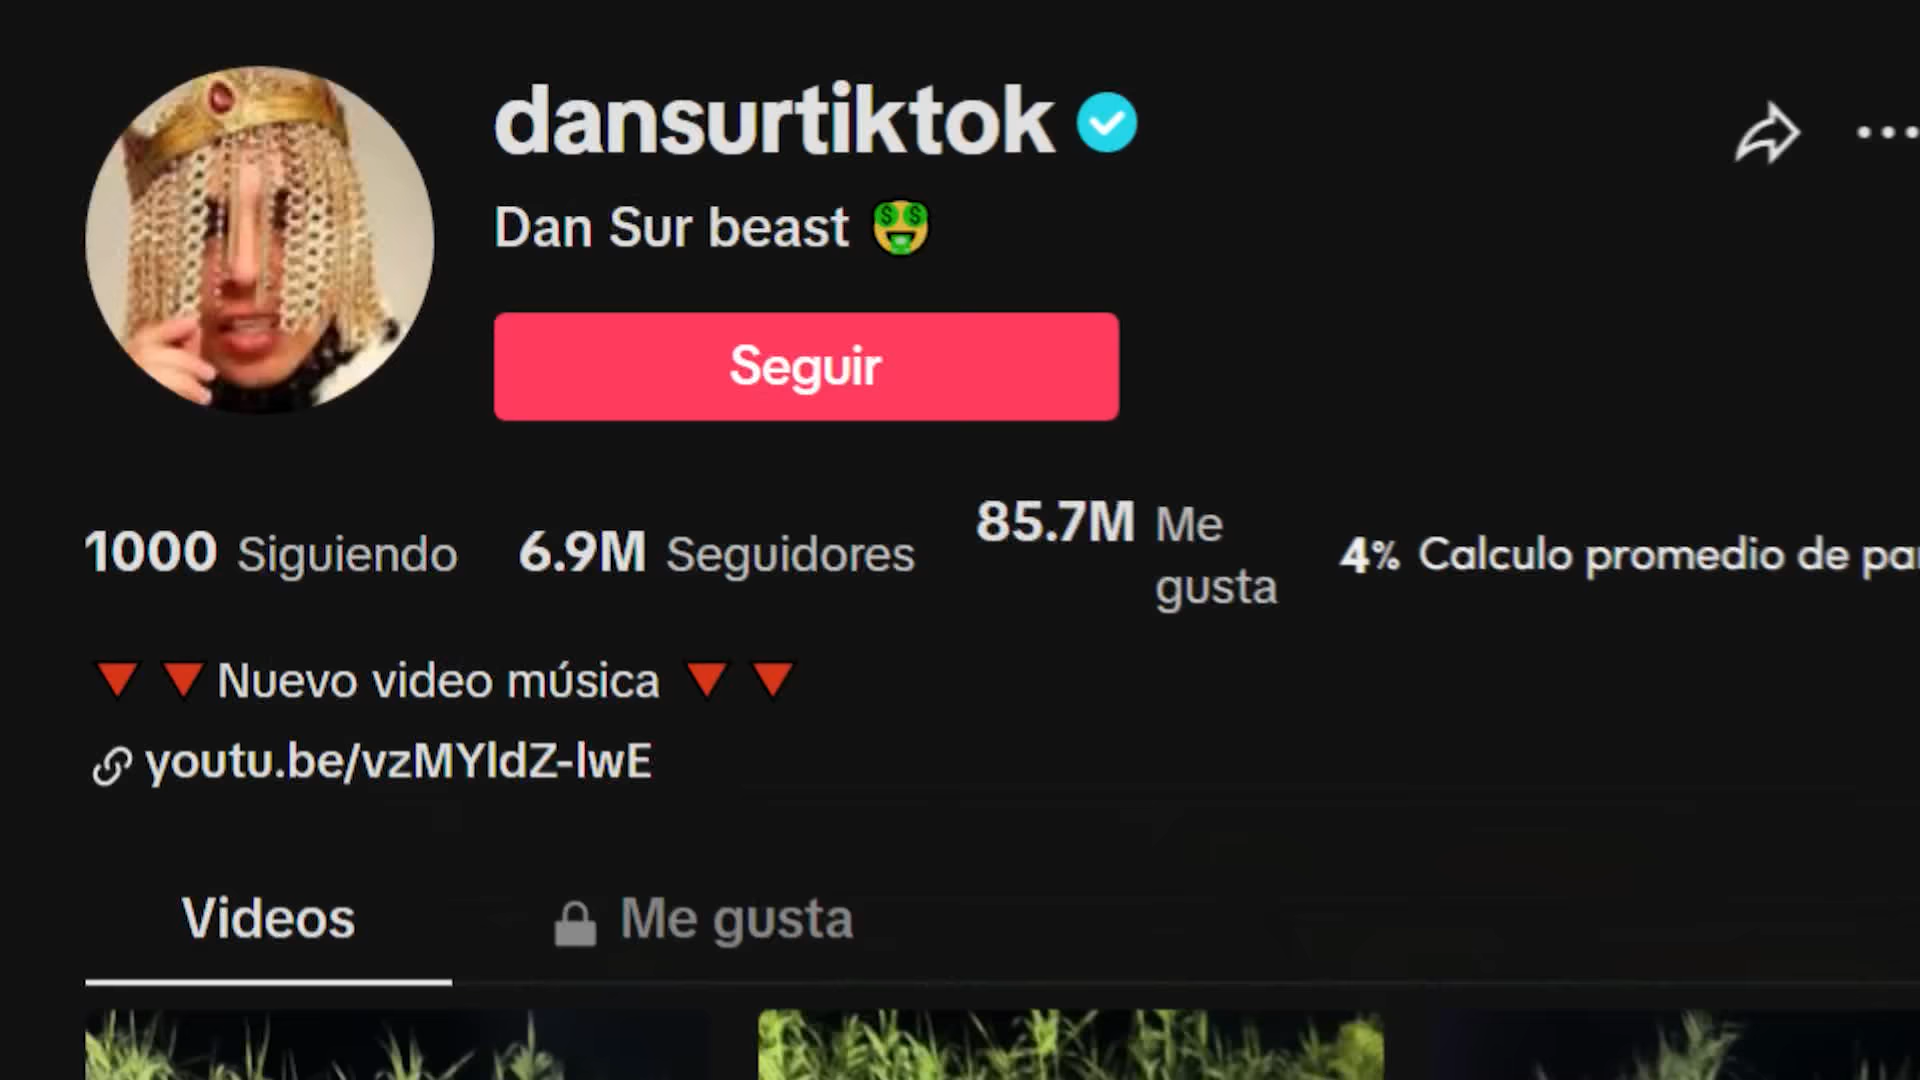 dansurtiktok
Dan Sur beast 🤑
Seguir
1000 Siguiendo 6.9M Seguidores 85.7M Me gusta 4% Calculo promedio de
🔻🔻Nuevo video música 🔻🔻
youtu.be/vzMYldZ-lwE
Videos Me gusta